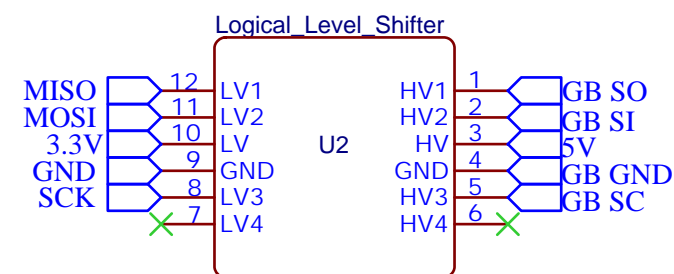 Logical_Level_Shifter
MISO 12 LV1 HV1 1 GB SO
MOSI 11 LV2 HV2 2 GB SI
3.3V 10 LV U2 HV 3 5V
GND 9 GND GND 4 GB GND
SCK 8 LV3 HV3 5 GB SC
7 LV4 HV4 6